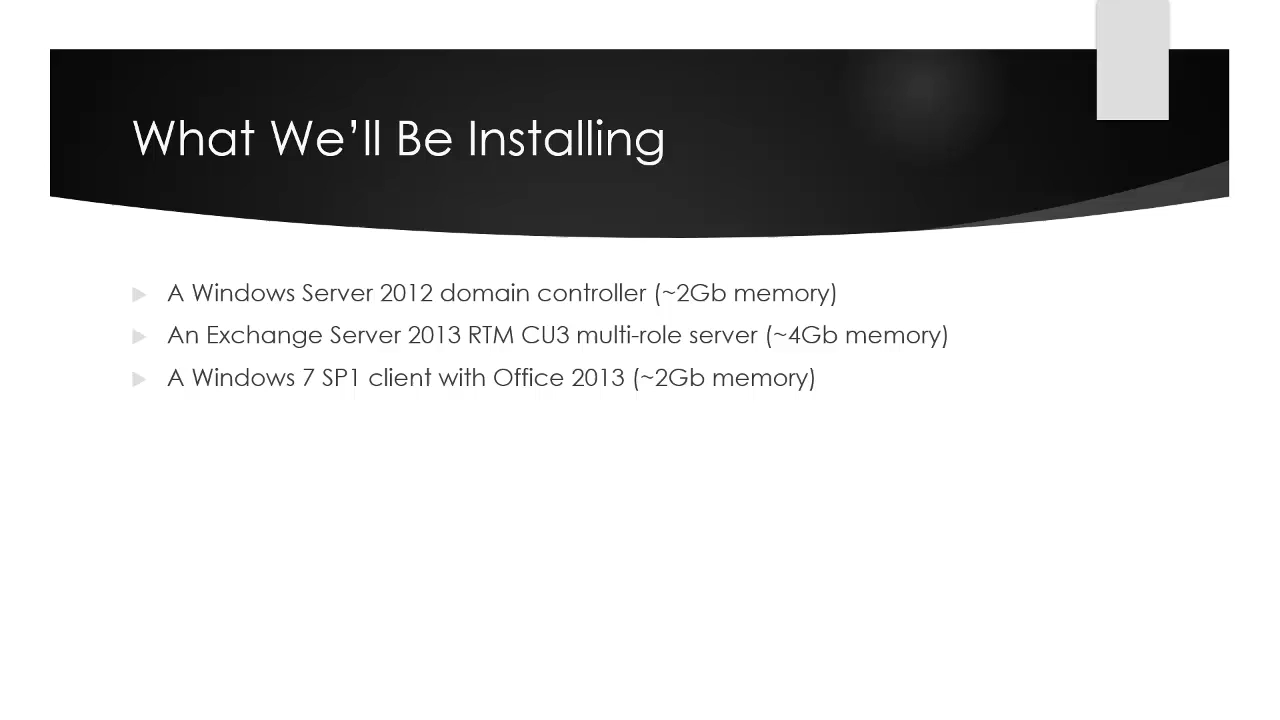 What We’ll Be Installing
A Windows Server 2012 domain controller (~2Gb memory)
An Exchange Server 2013 RTM CU3 multi-role server (~4Gb memory)
A Windows 7 SP1 client with Office 2013 (~2Gb memory)